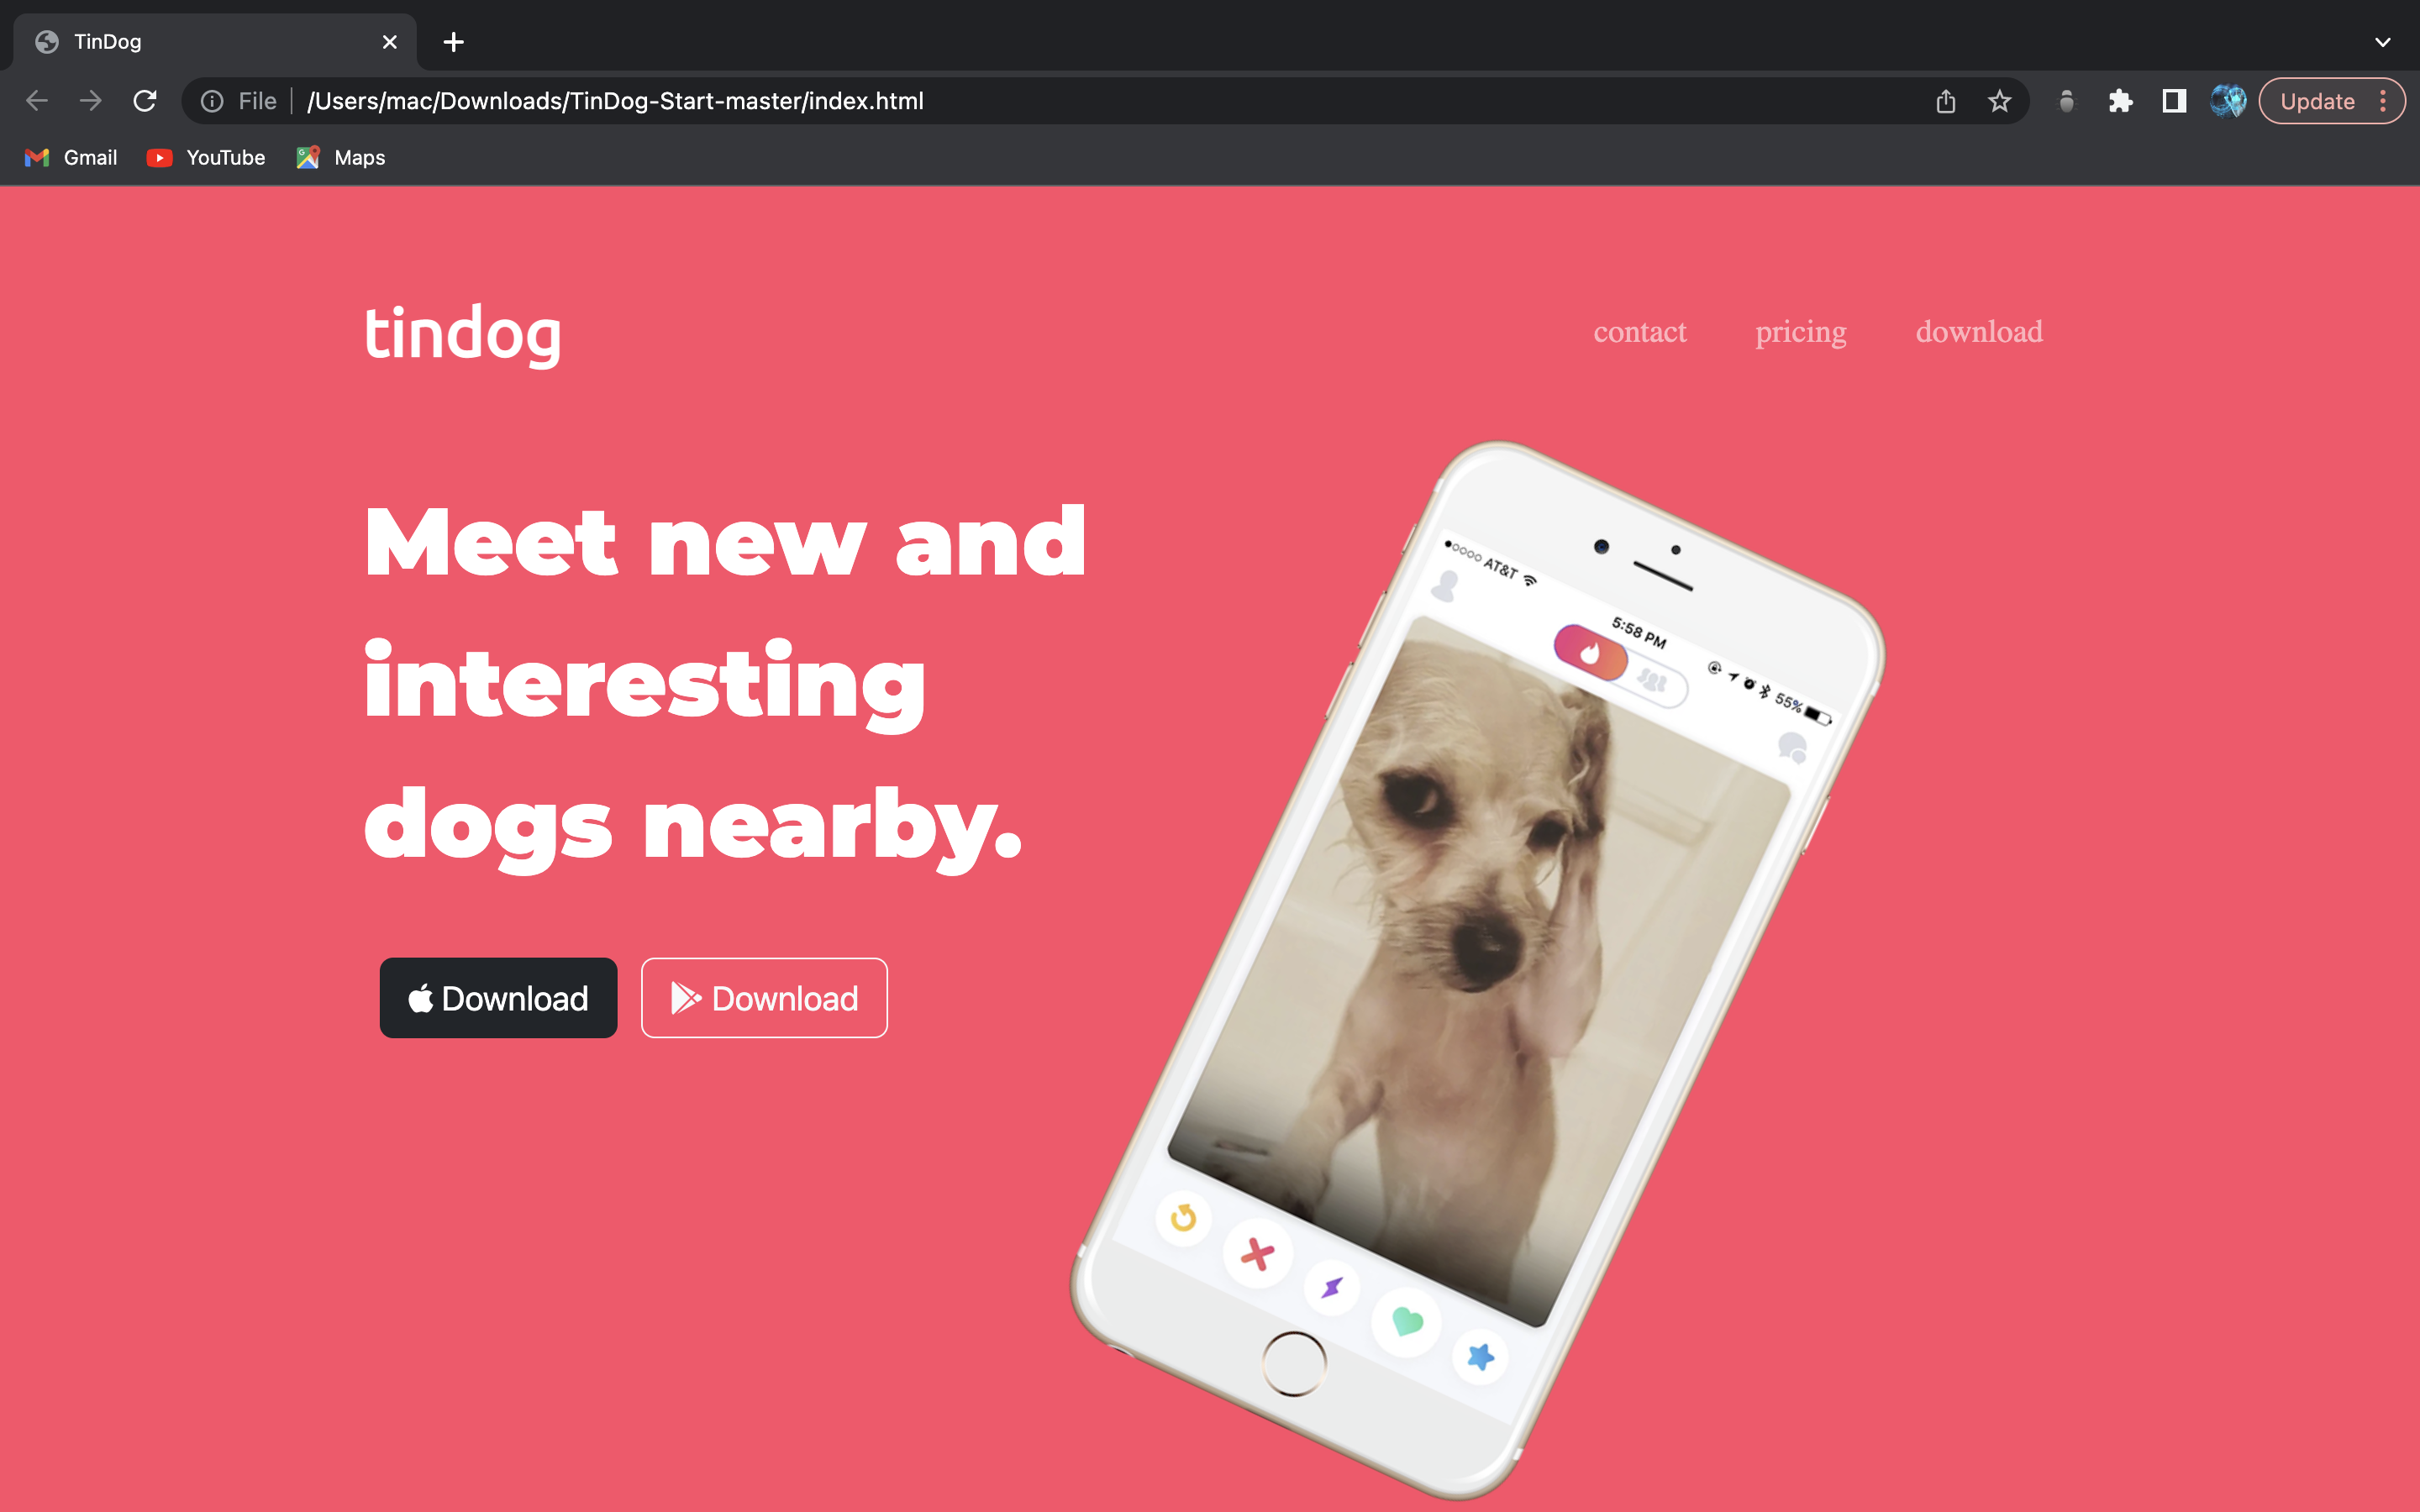 TinDog
File
/Users/mac/Downloads/TinDog-Start-master/index.html
Update
Gmail
YouTube
Maps
tindog
contact
pricing
download
Meet new and
interesting
dogs nearby.
Download
Download
AT&T
5:58 PM
55%